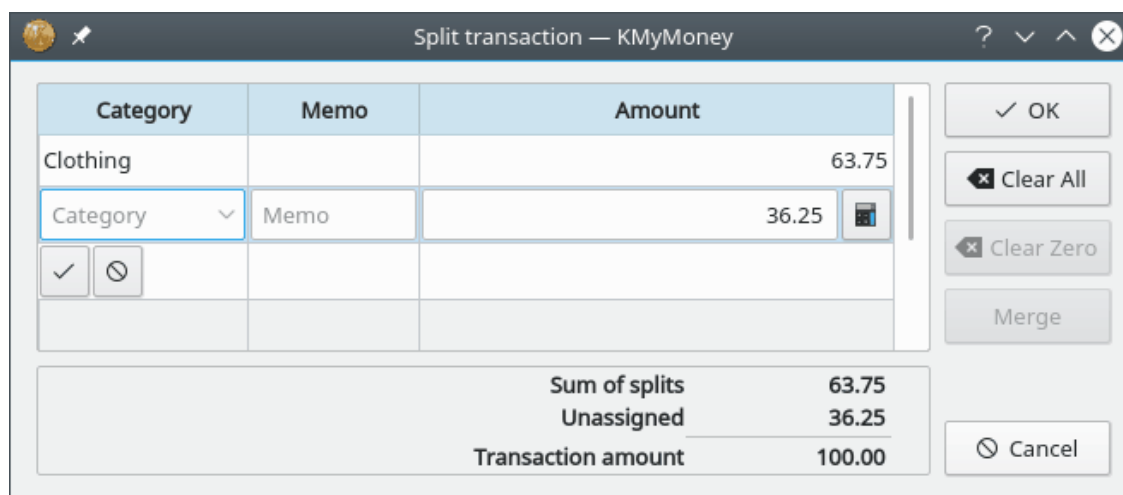 Split transaction — KMyMoney
Category Memo Amount
OK
Clothing 63.75
Clear All
Category Memo 36.25
Clear Zero
Merge
Sum of splits 63.75
Unassigned 36.25
Transaction amount 100.00
Cancel